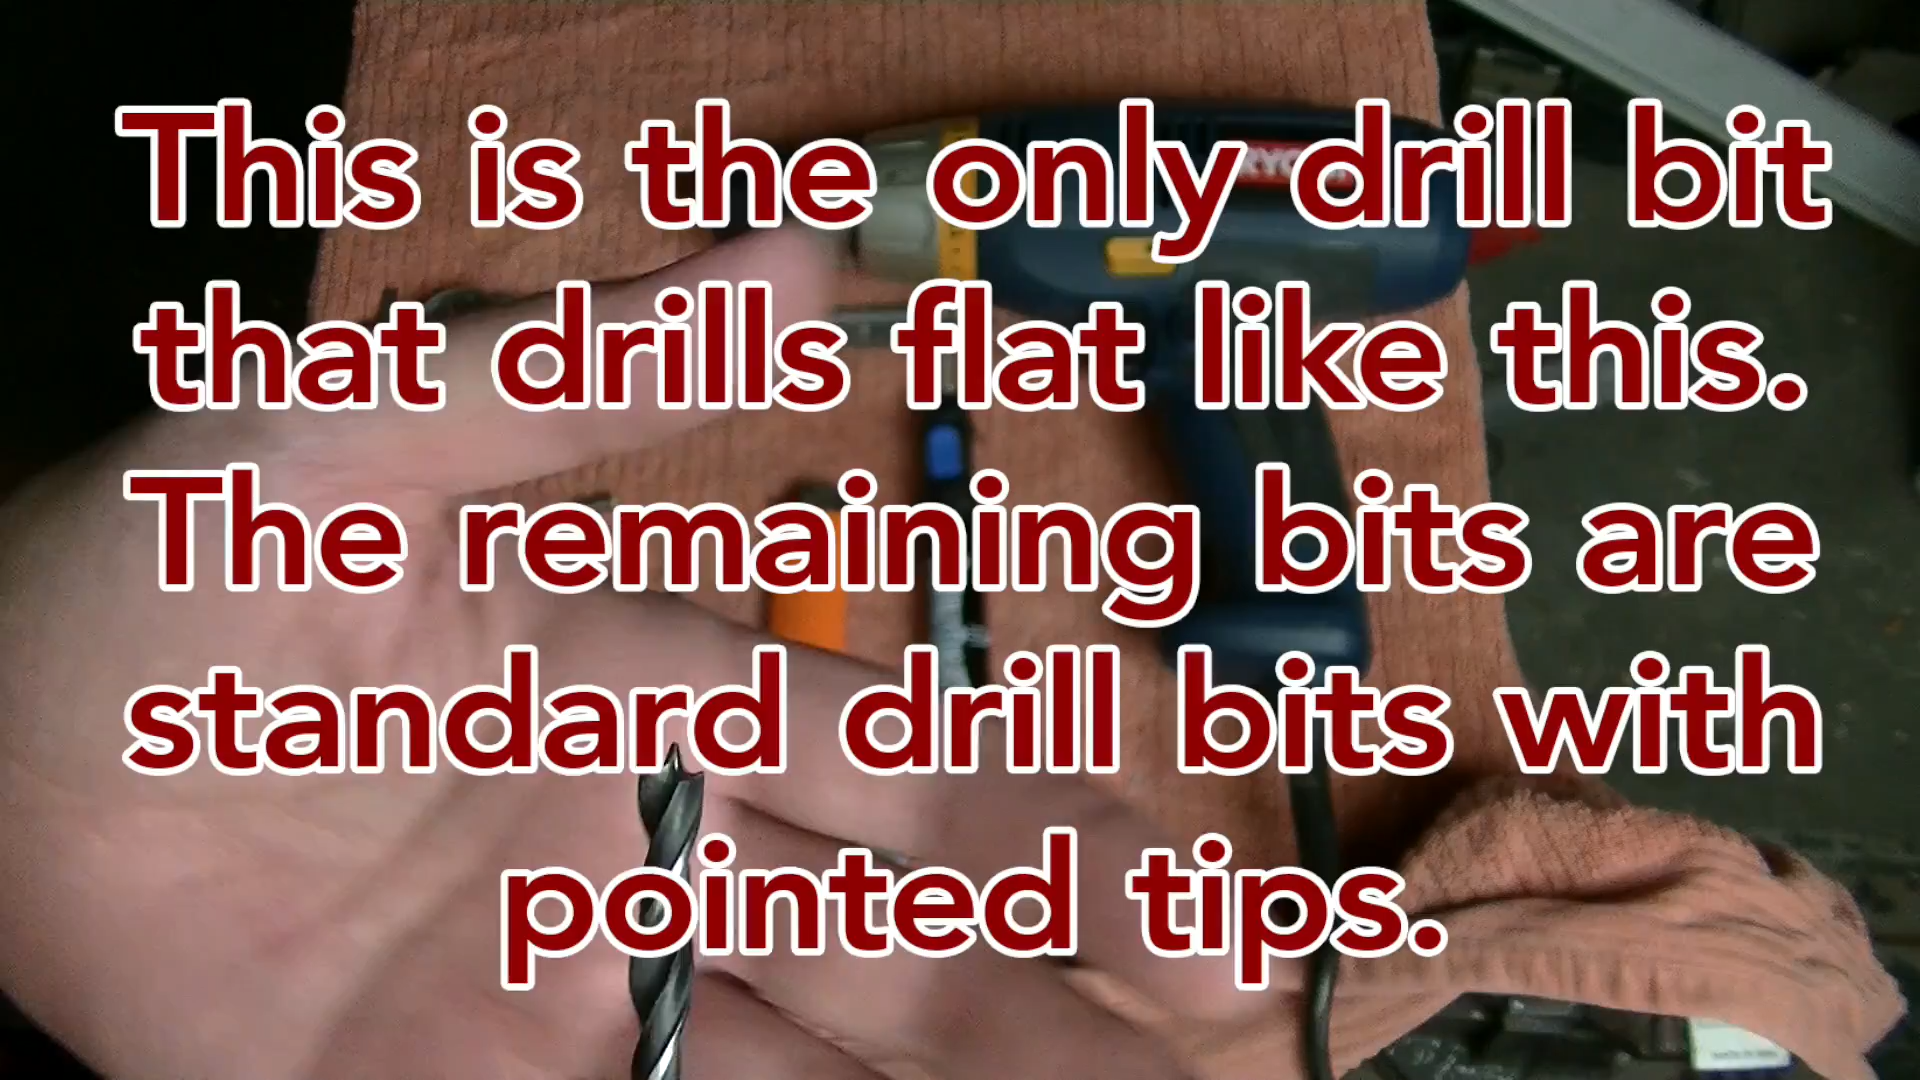 This is the only drill bit
that drills flat like this.
The remaining bits are
standard drill bits with
pointed tips.